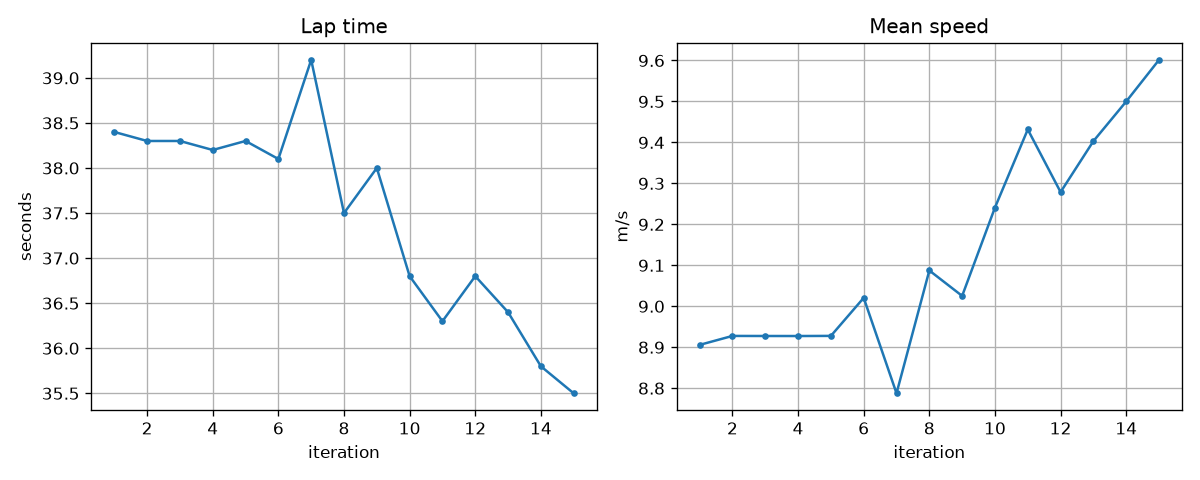 Lap time
seconds
39.0
38.5
38.0
37.5
37.0
36.5
36.0
35.5
2 4 6 8 10 12 14
iteration
Mean speed
m/s
9.6
9.5
9.4
9.3
9.2
9.1
9.0
8.9
8.8
2 4 6 8 10 12 14
iteration